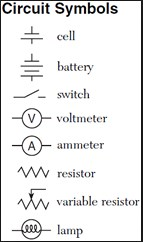 Circuit Symbols
cell
battery
switch
V voltmeter
A ammeter
resistor
variable resistor
lamp